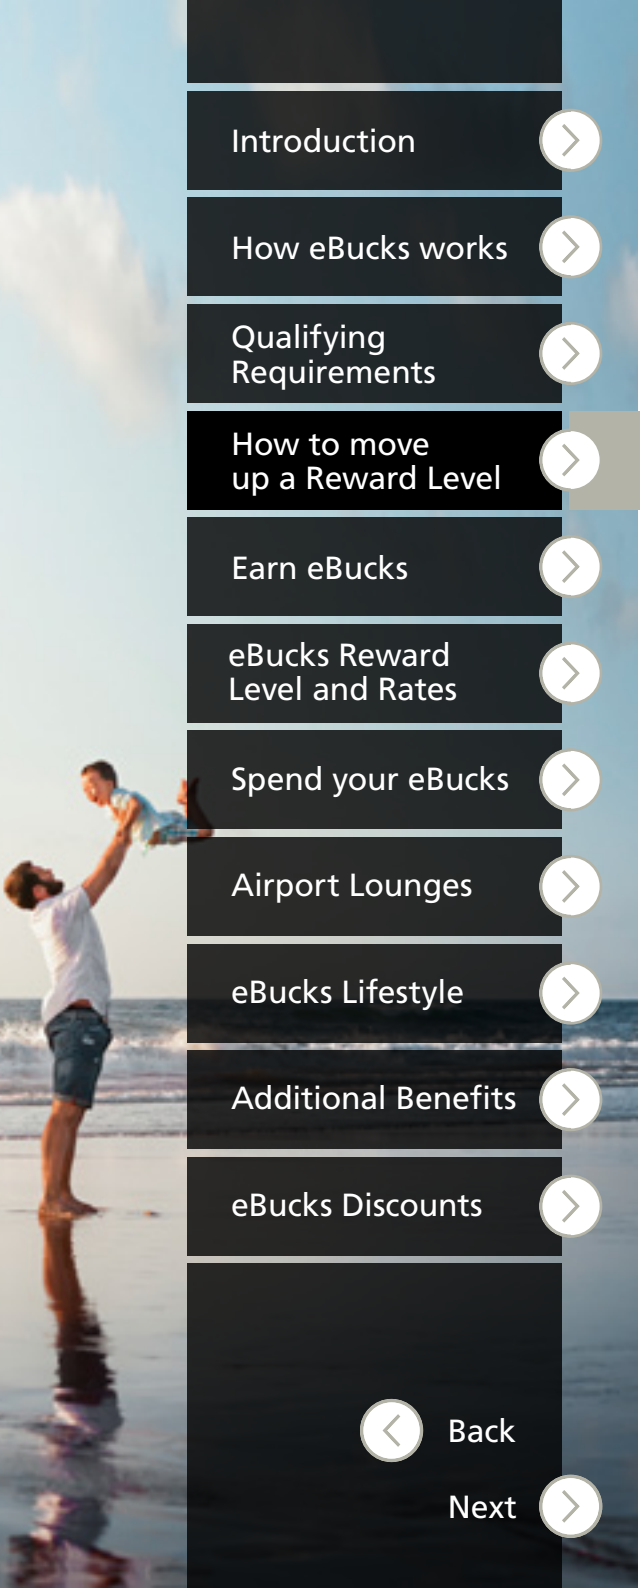 Introduction
How eBucks works
Qualifying
Requirements
How to move
up a Reward Level
Earn eBucks
eBucks Reward
Level and Rates
Spend your eBucks
Airport Lounges
eBucks Lifestyle
Additional Benefits
eBucks Discounts
Back
Next